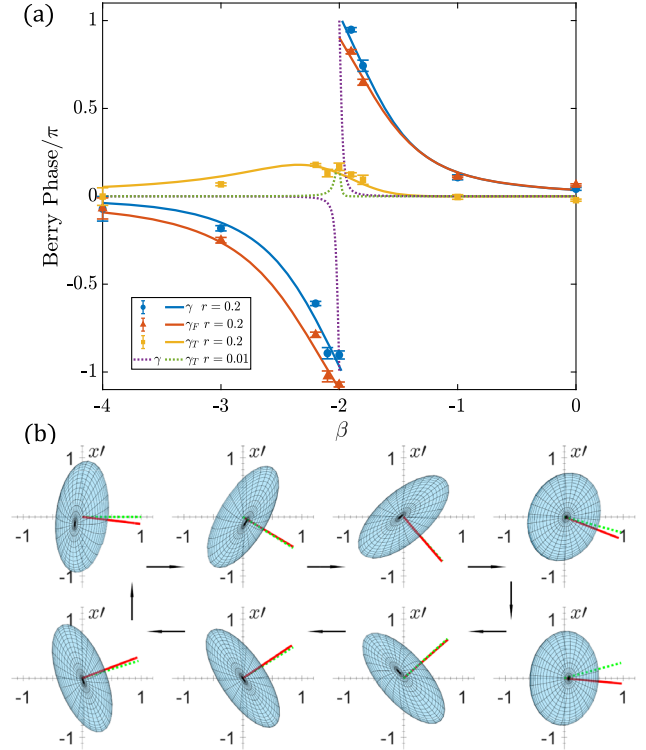 (a)
1
0.5
0
-0.5
-1
Berry Phase/π
γ r = 0.2
γF r = 0.2
γT r = 0.2
γ γT r = 0.01
-4 -3 -2 -1 0
β
(b)
1 x′ 1 x′ 1 x′ 1 x′
-1 1 -1 1 -1 1 -1 1
-1 -1 -1 -1
1 x′ 1 x′ 1 x′ 1 x′
-1 1 -1 1 -1 1 -1 1
-1 -1 -1 -1